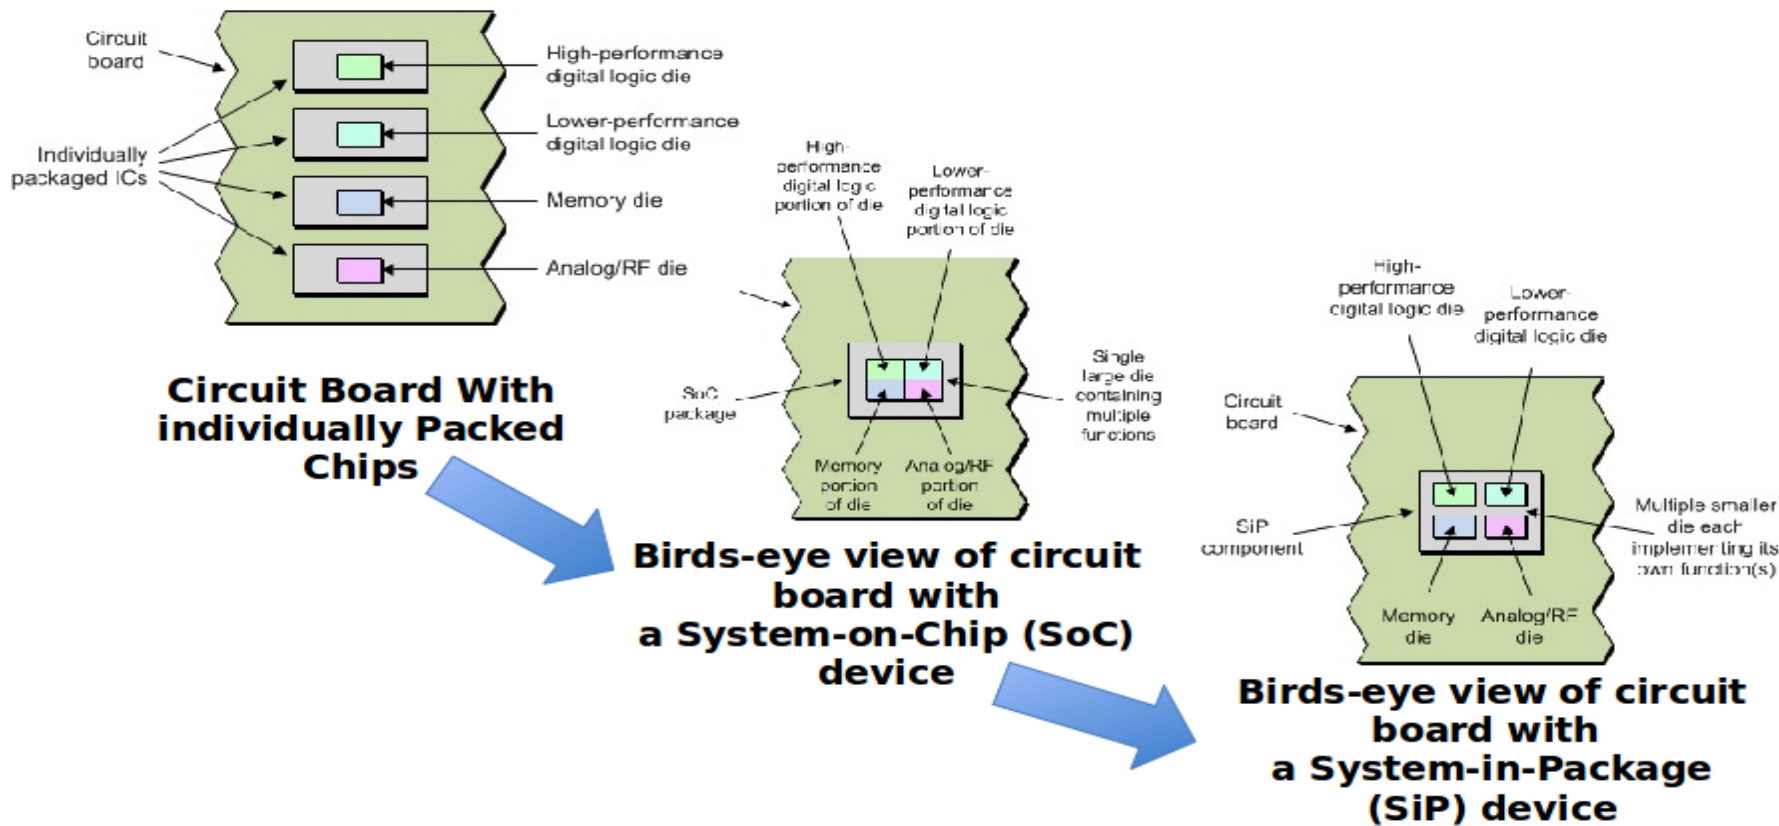 Circuit
board
High-performance
digital logic die
Lower-performance
digital logic die
Individually
packaged ICs
Memory die
Analog/RF die
Circuit Board With
individually Packed
Chips
High-
performance
digital logic
portion of die
Lower-
performance
digital logic
portion of die
SoC
package
Single
large die
containing
multiple
functions
Memory
portion
of die
Analog/RF
portion
of die
Birds-eye view of circuit
board with
a System-on-Chip (SoC)
device
High-
performance
digital logic die
Lower-
performance
digital logic die
Circuit
board
SiP
component
Multiple smaller
die each
implementing its
own function(s)
Memory
die
Analog/RF
die
Birds-eye view of circuit
board with
a System-in-Package
(SiP) device